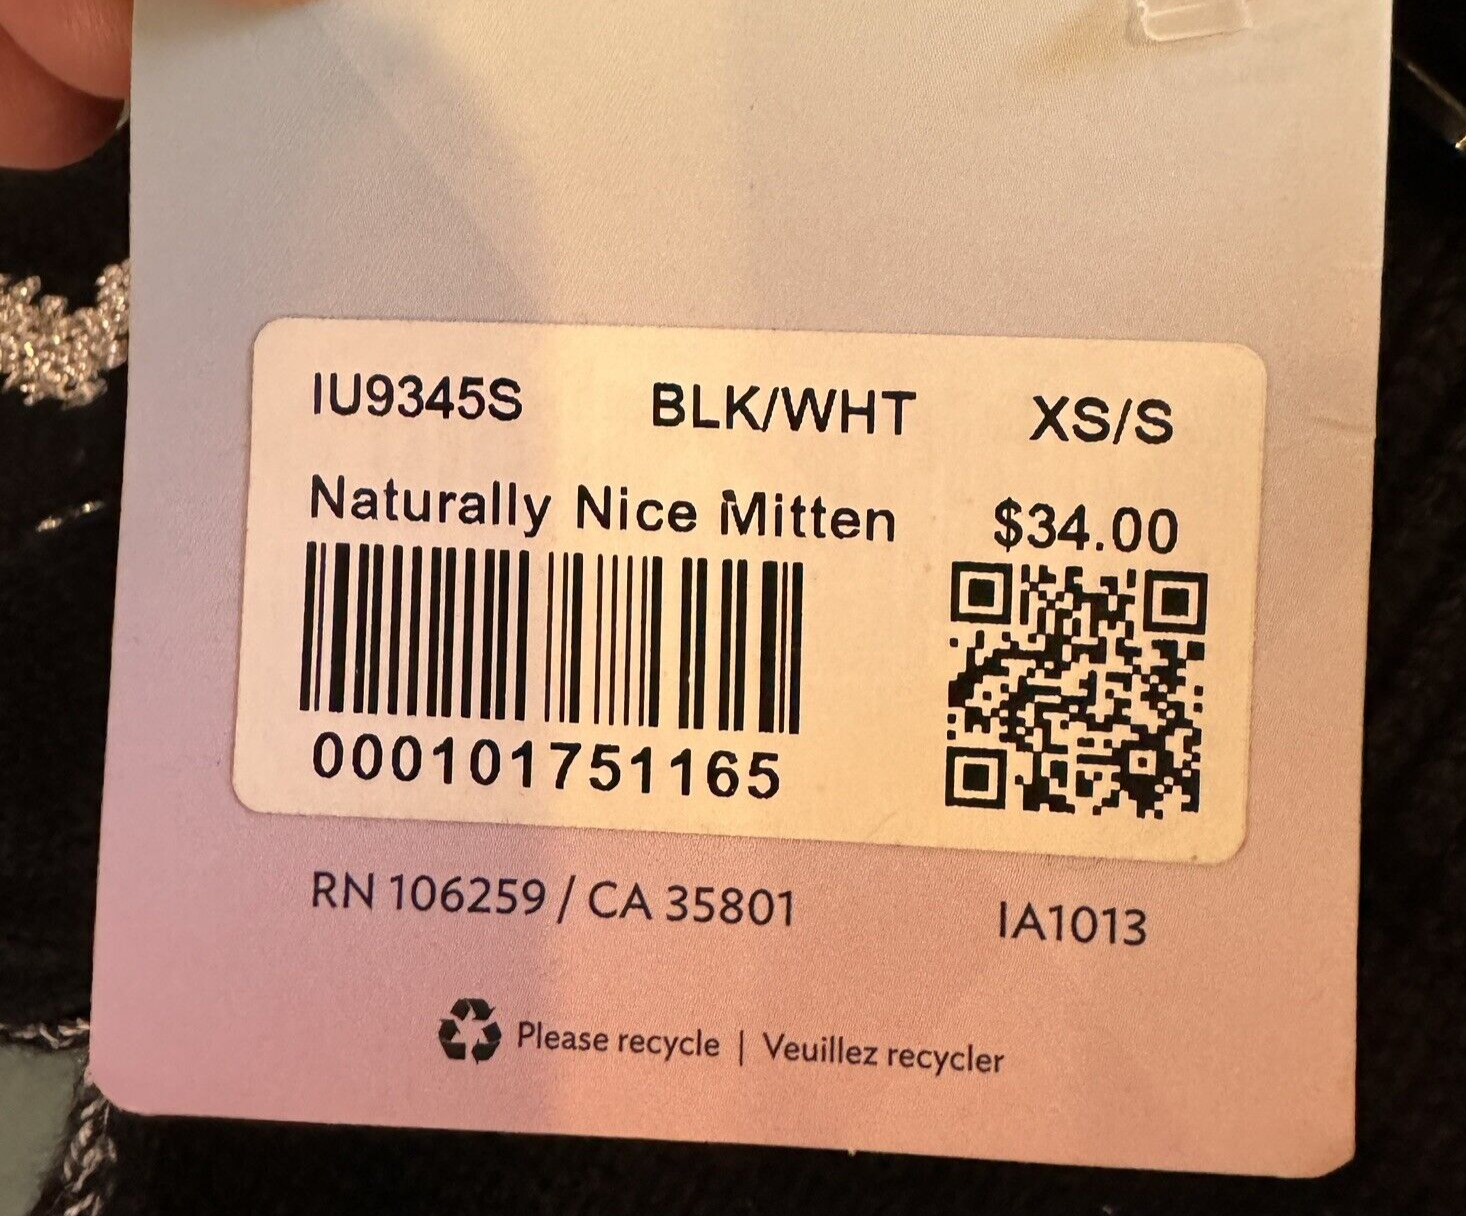 IU9345S BLK/WHT XS/S
Naturally Nice Mitten $34.00
000101751165
RN 106259 / CA 35801 IA1013
Please recycle | Veuillez recycler